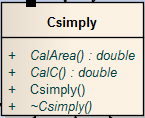 Csimply
+ CalArea() : double
+ CalC() : double
+ Csimply()
+ ~Csimply()